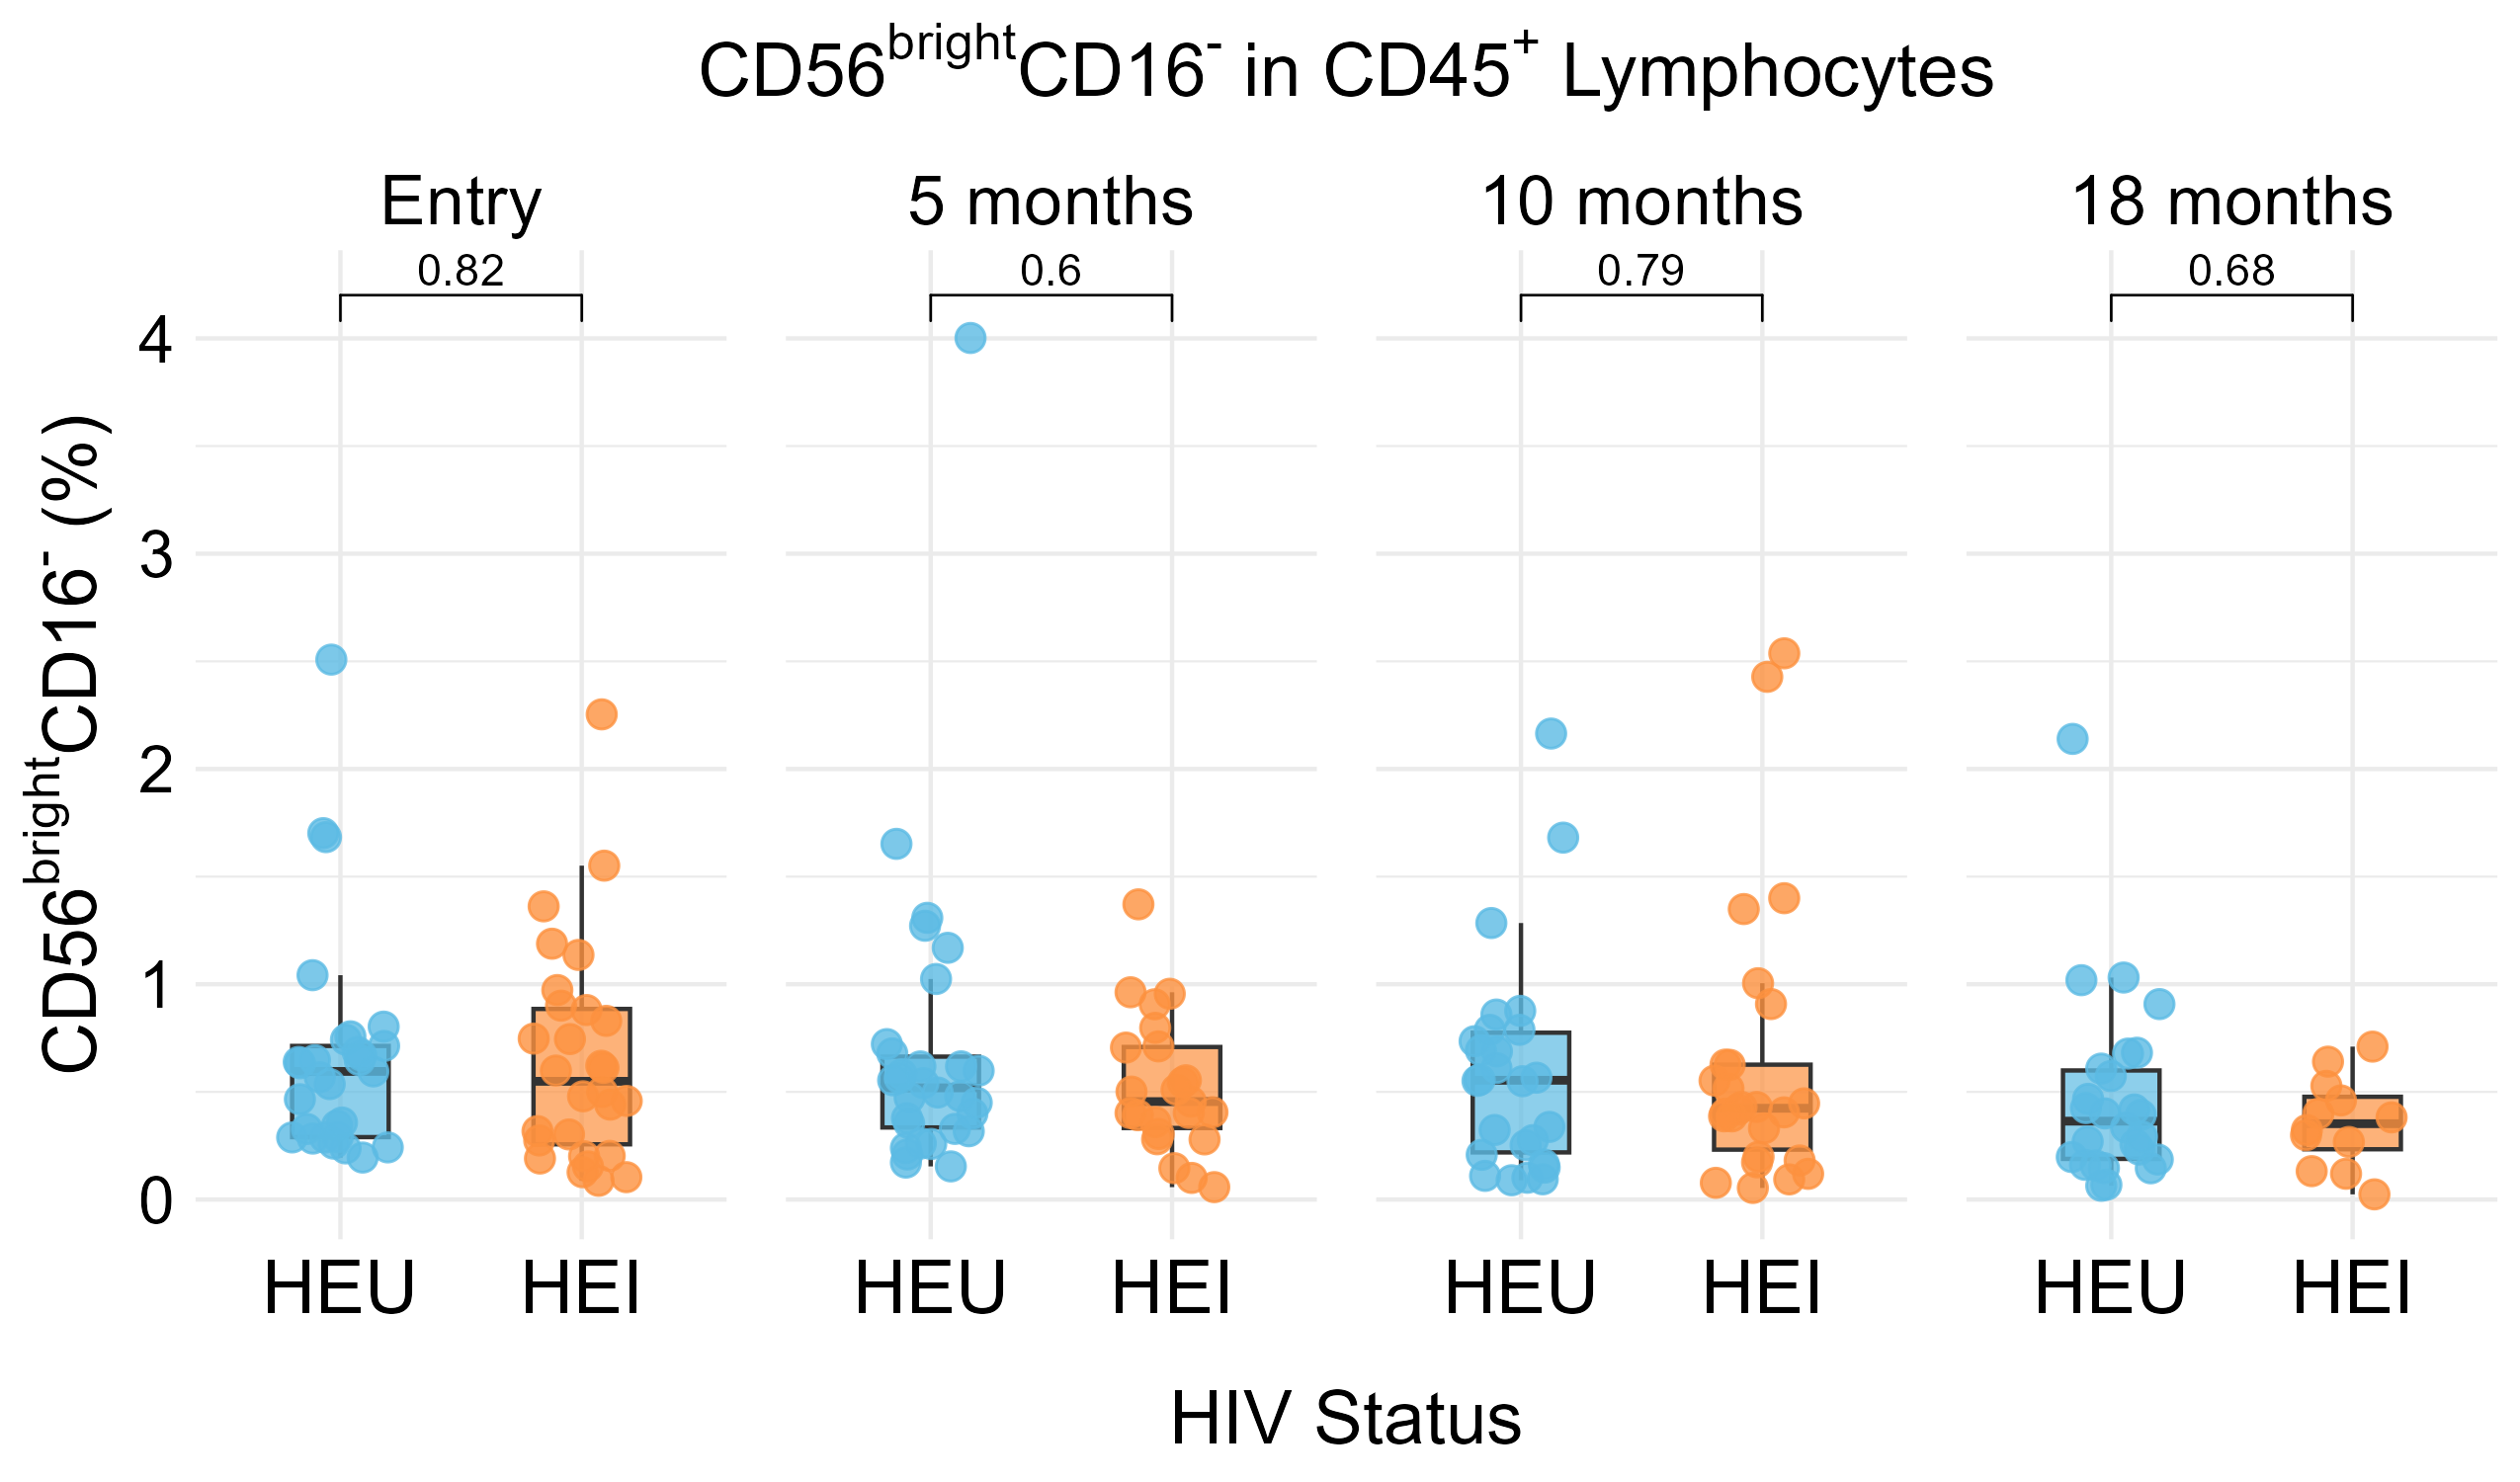 CD56brightCD16- in CD45+ Lymphocytes
Entry 5 months 10 months 18 months
0.82 0.6 0.79 0.68
CD56brightCD16- (%)
4
3
2
1
0
HEU HEI HEU HEI HEU HEI HEU HEI
HIV Status